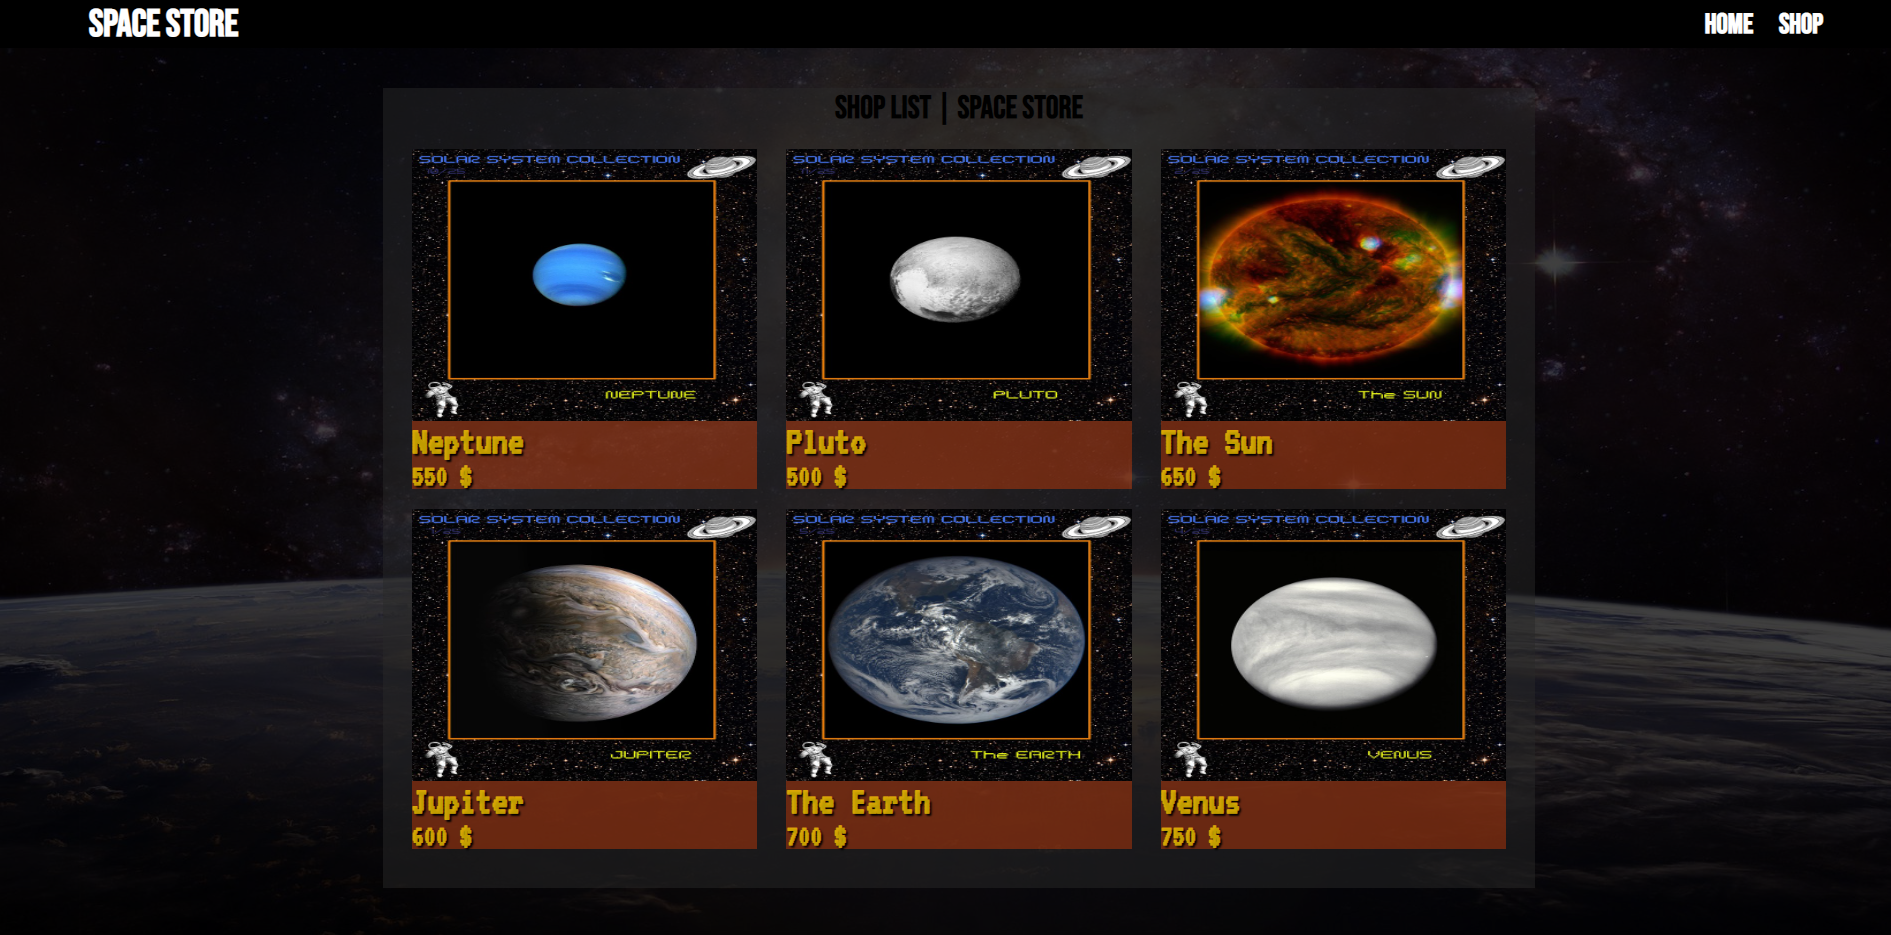 SPACE STORE
HOME SHOP
SHOP LIST | SPACE STORE
SOLAR SYSTEM COLLECTION
NEPTUNE
Neptune
550 $
SOLAR SYSTEM COLLECTION
PLUTO
Pluto
500 $
SOLAR SYSTEM COLLECTION
The SUN
The Sun
650 $
SOLAR SYSTEM COLLECTION
JUPITER
Jupiter
600 $
SOLAR SYSTEM COLLECTION
The EARTH
The Earth
700 $
SOLAR SYSTEM COLLECTION
VENUS
Venus
750 $